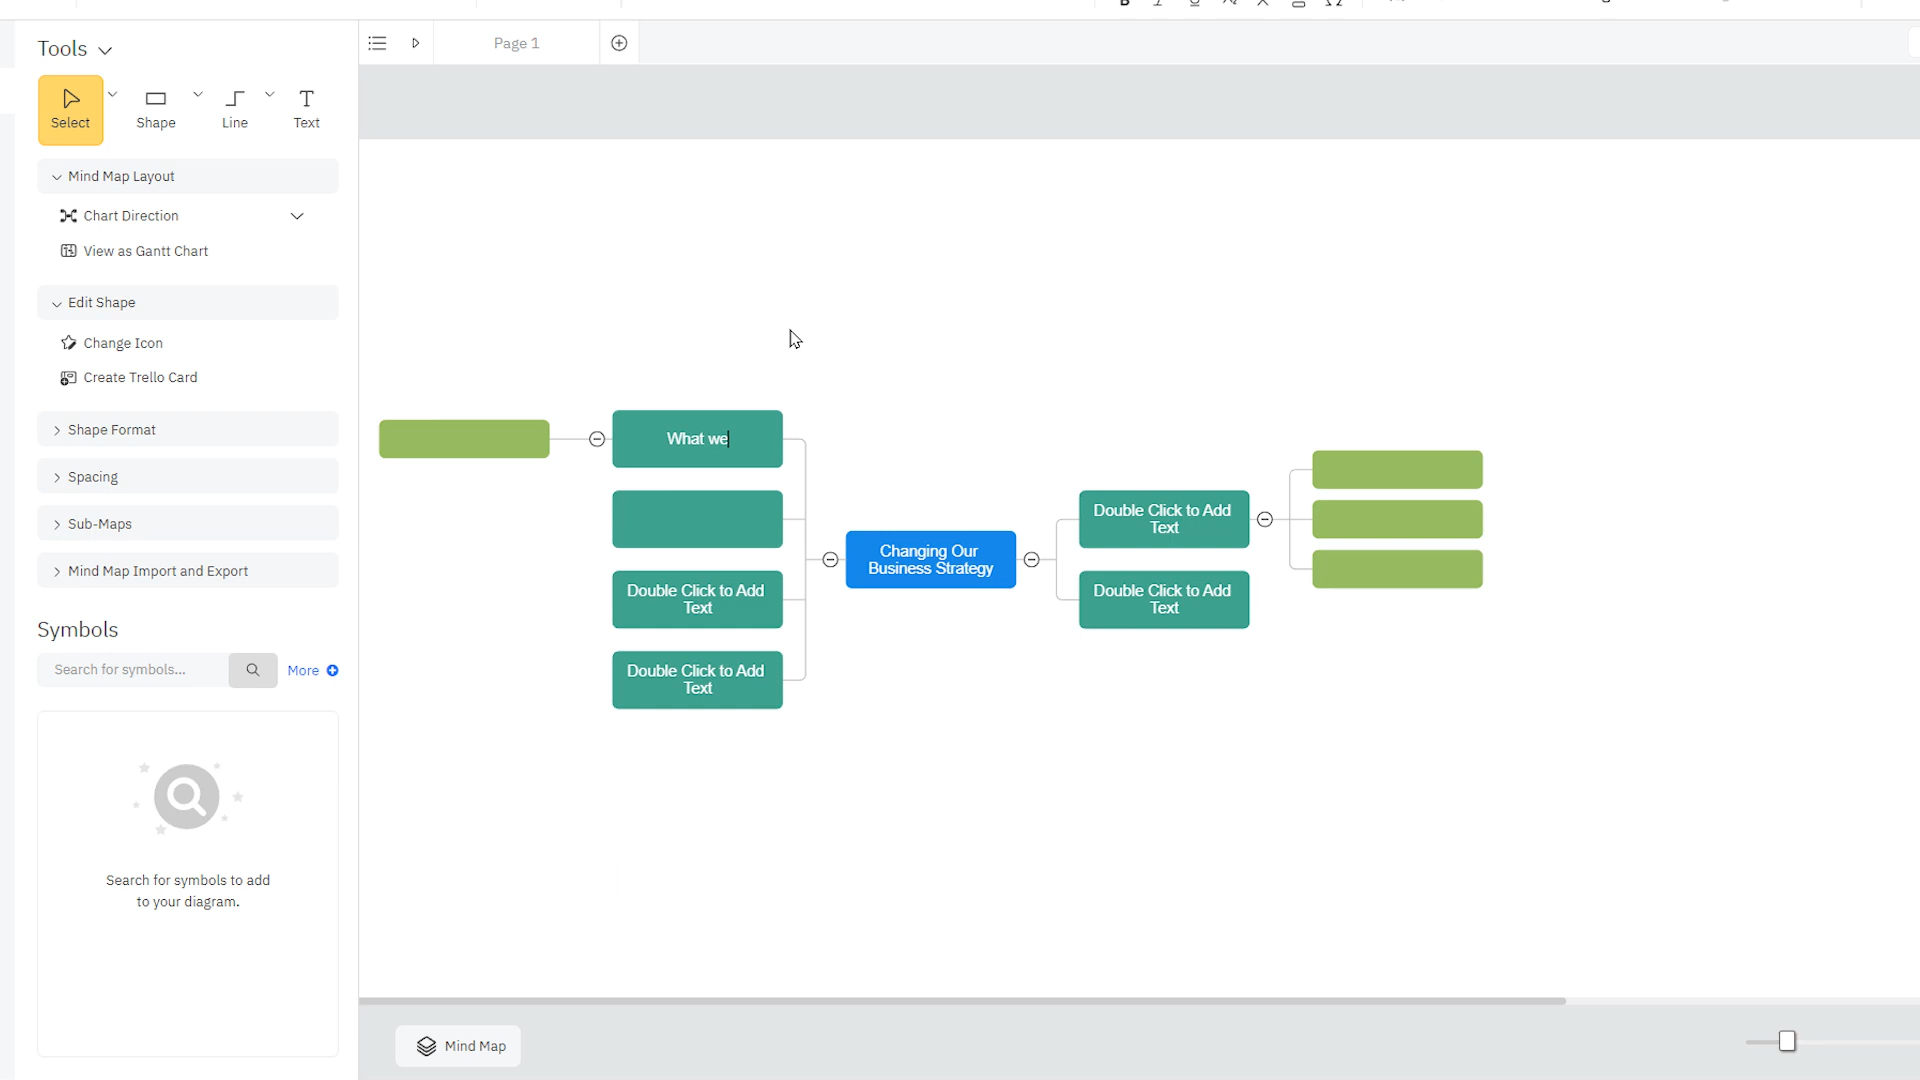 Tools
Page 1
Select
Shape
Line
Text
Mind Map Layout
Chart Direction
View as Gantt Chart
Edit Shape
Change Icon
Create Trello Card
Shape Format
Spacing
Sub-Maps
Mind Map Import and Export
Symbols
Search for symbols...
More
Search for symbols to add
to your diagram.
What we
Double Click to Add
Text
Double Click to Add
Text
Changing Our
Business Strategy
Double Click to Add
Text
Double Click to Add
Text
Mind Map